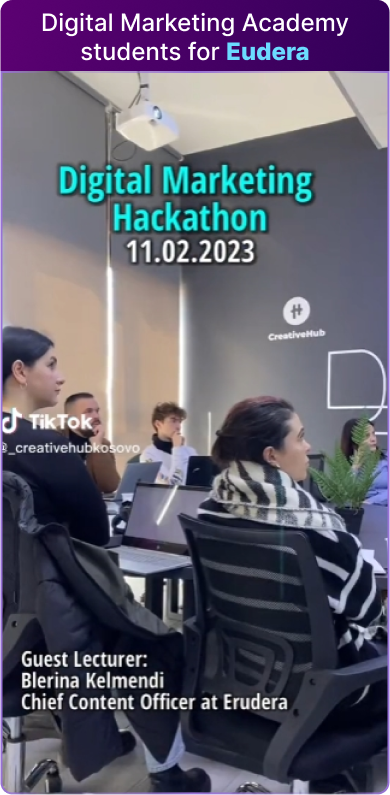 Digital Marketing Academy
students for Eudera
Digital Marketing
Hackathon
11.02.2023
CreativeHub
TikTok
@_creativehubkosovo
Guest Lecturer:
Blerina Kelmendi
Chief Content Officer at Erudera